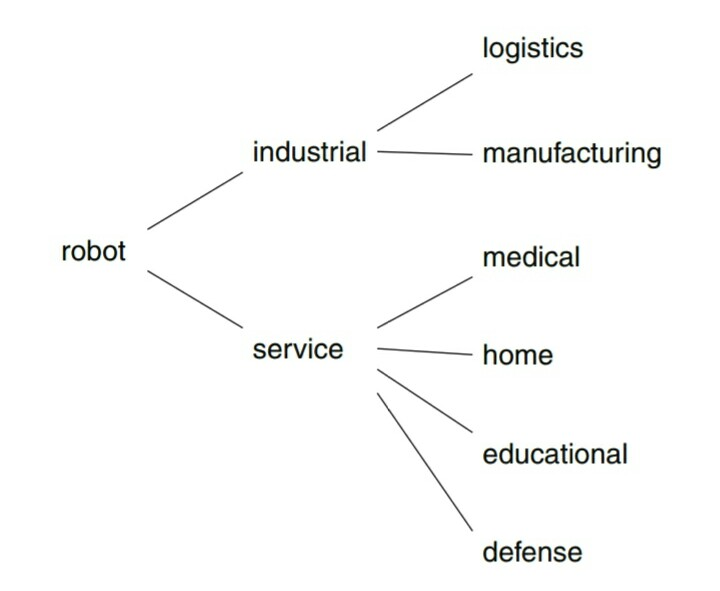 robot
industrial
logistics
manufacturing
service
medical
home
educational
defense